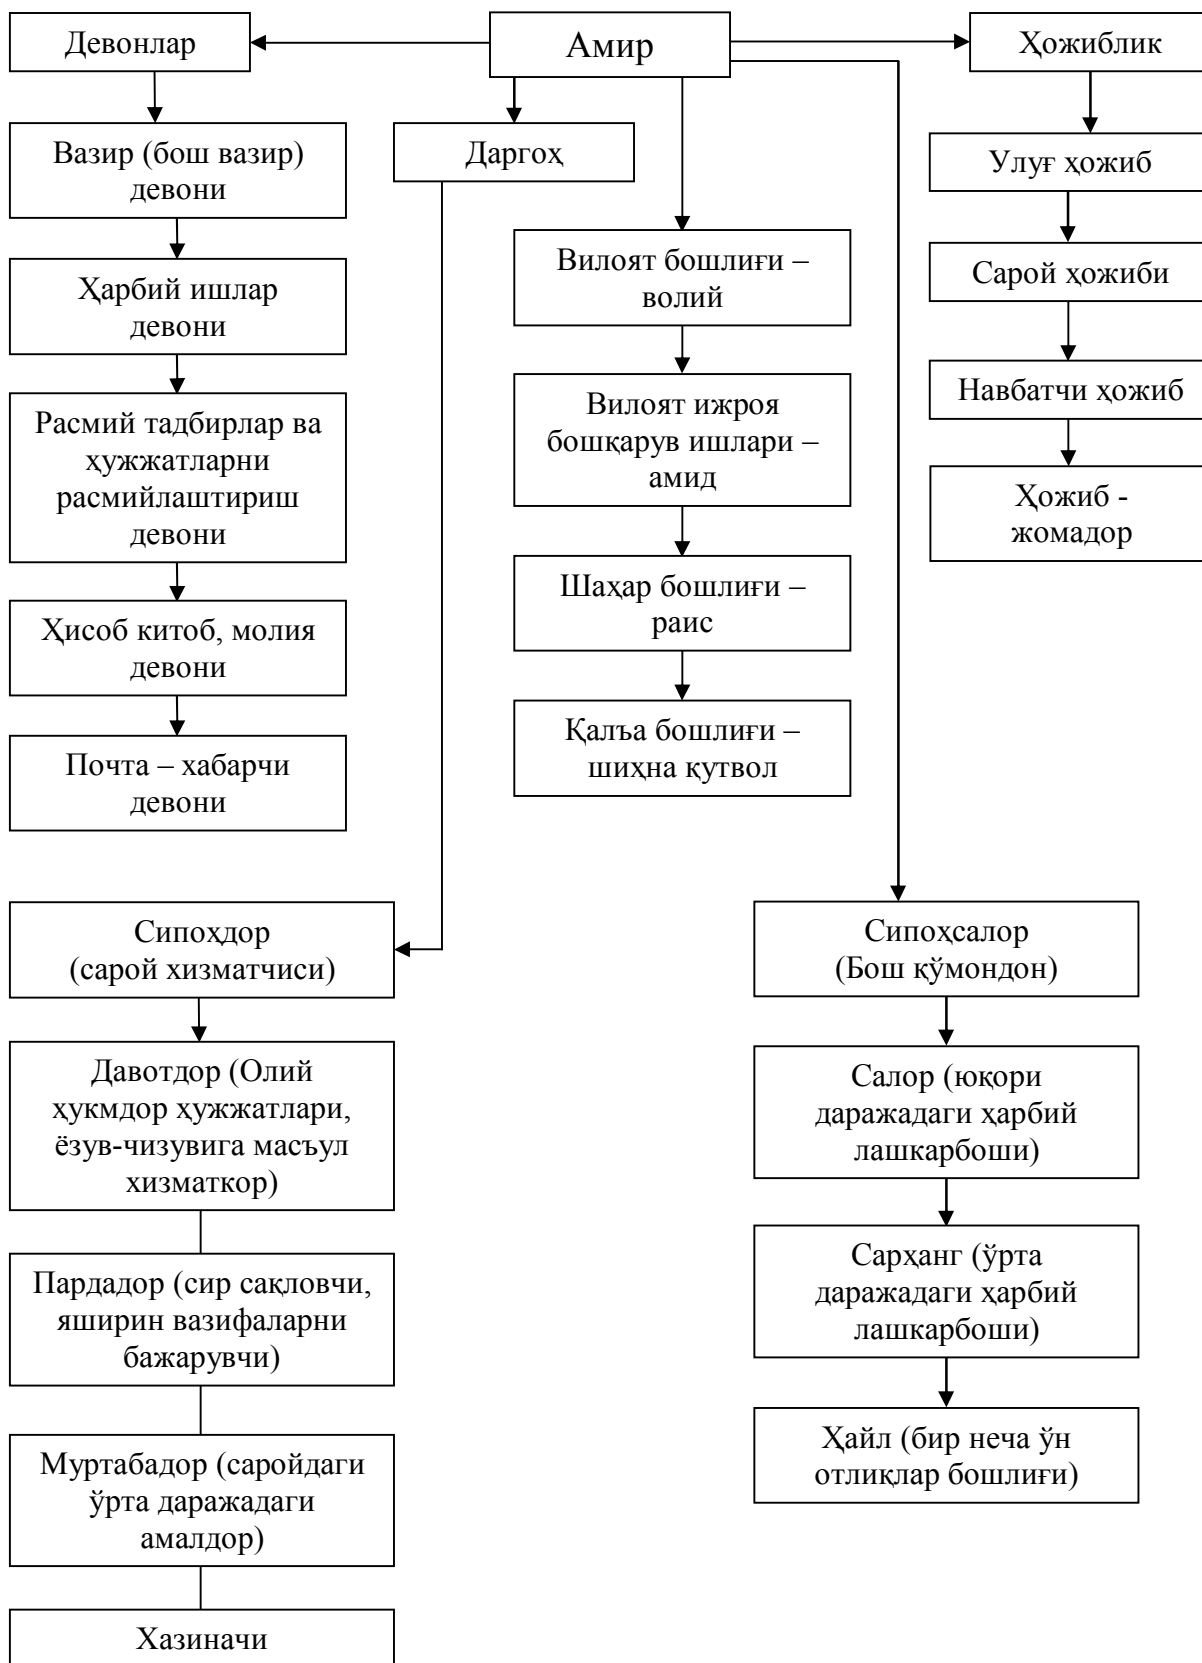 Девонлар
Амир
Ҳожиблик
Вазир (бош вазир)
девони
Даргоҳ
Улуғ ҳожиб
Вилоят бошлиғи –
волий
Сарой ҳожиби
Ҳарбий ишлар
девони
Навбатчи ҳожиб
Вилоят ижроя
бошқарув ишлари –
амид
Расмий тадбирлар ва
ҳужжатларни
расмийлаштириш
девони
Ҳожиб -
жомадор
Шаҳар бошлиғи –
раис
Ҳисоб китоб, молия
девони
Қалъа бошлиғи –
шиҳна қутвол
Почта – хабарчи
девони
Сипоҳдор
(сарой хизматчиси)
Сипоҳсалор
(Бош қўмондон)
Давотдор (Олий
ҳукмдор ҳужжатлари,
ёзув-чизувига масъул
хизматкор)
Салор (юқори
даражадаги ҳарбий
лашкарбоши)
Пардадор (сир сақловчи,
яширин вазифаларни
бажарувчи)
Сарҳанг (ўрта
даражадаги ҳарбий
лашкарбоши)
Муртабадор (саройдаги
ўрта даражадаги
амалдор)
Ҳайл (бир неча ўн
отлиқлар бошлиғи)
Хазиначи